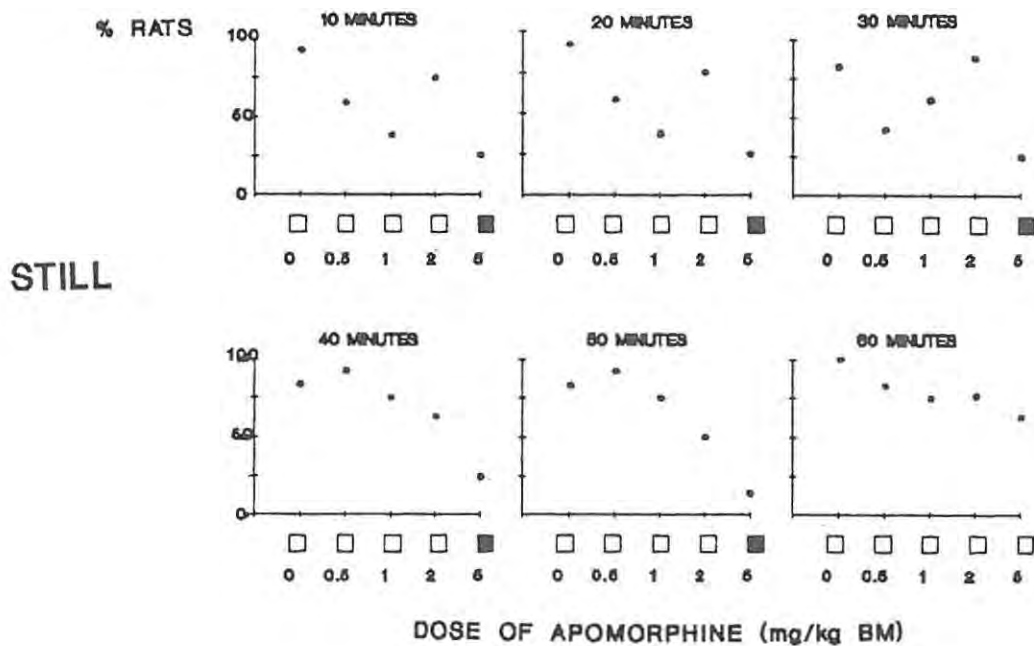 % RATS
10 MINUTES
20 MINUTES
30 MINUTES
100
50
0
0 0.5 1 2 5
0 0.5 1 2 5
0 0.5 1 2 5
STILL
40 MINUTES
50 MINUTES
60 MINUTES
100
50
0
0 0.5 1 2 5
0 0.5 1 2 5
0 0.5 1 2 5
DOSE OF APOMORPHINE (mg/kg BM)